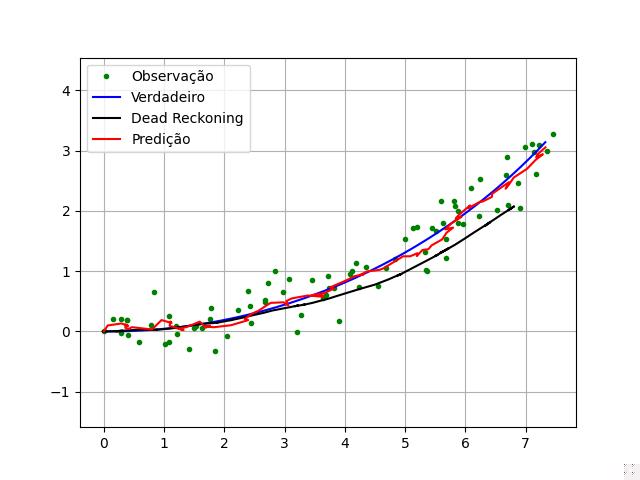 Observação
Verdadeiro
Dead Reckoning
Predição
4
3
2
1
0
−1
0 1 2 3 4 5 6 7